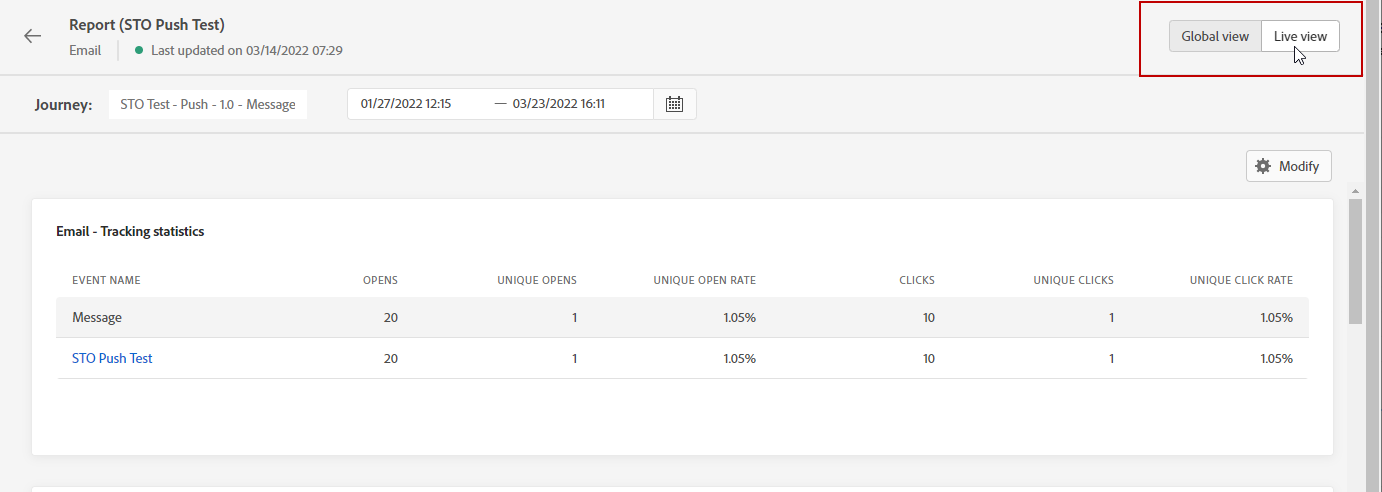 Report (STO Push Test)
Email Last updated on 03/14/2022 07:29
Global view Live view
Journey: STO Test - Push - 1.0 - Message 01/27/2022 12:15 — 03/23/2022 16:11
Modify
Email - Tracking statistics
EVENT NAME OPENS UNIQUE OPENS UNIQUE OPEN RATE CLICKS UNIQUE CLICKS UNIQUE CLICK RATE
Message 20 1 1.05% 10 1 1.05%
STO Push Test 20 1 1.05% 10 1 1.05%